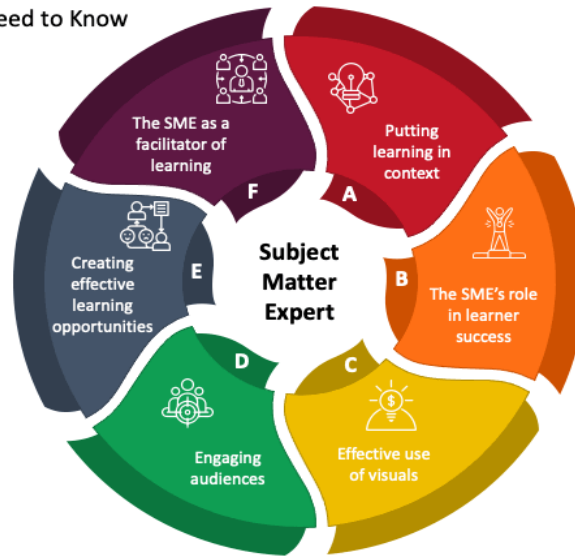 eed to Know
The SME as a
facilitator of
learning
F
Putting
learning in
context
A
Subject
Matter
Expert
B
The SME's role
in learner
success
C
Effective use
of visuals
$
D
Engaging
audiences
E
Creating
effective
learning
opportunities